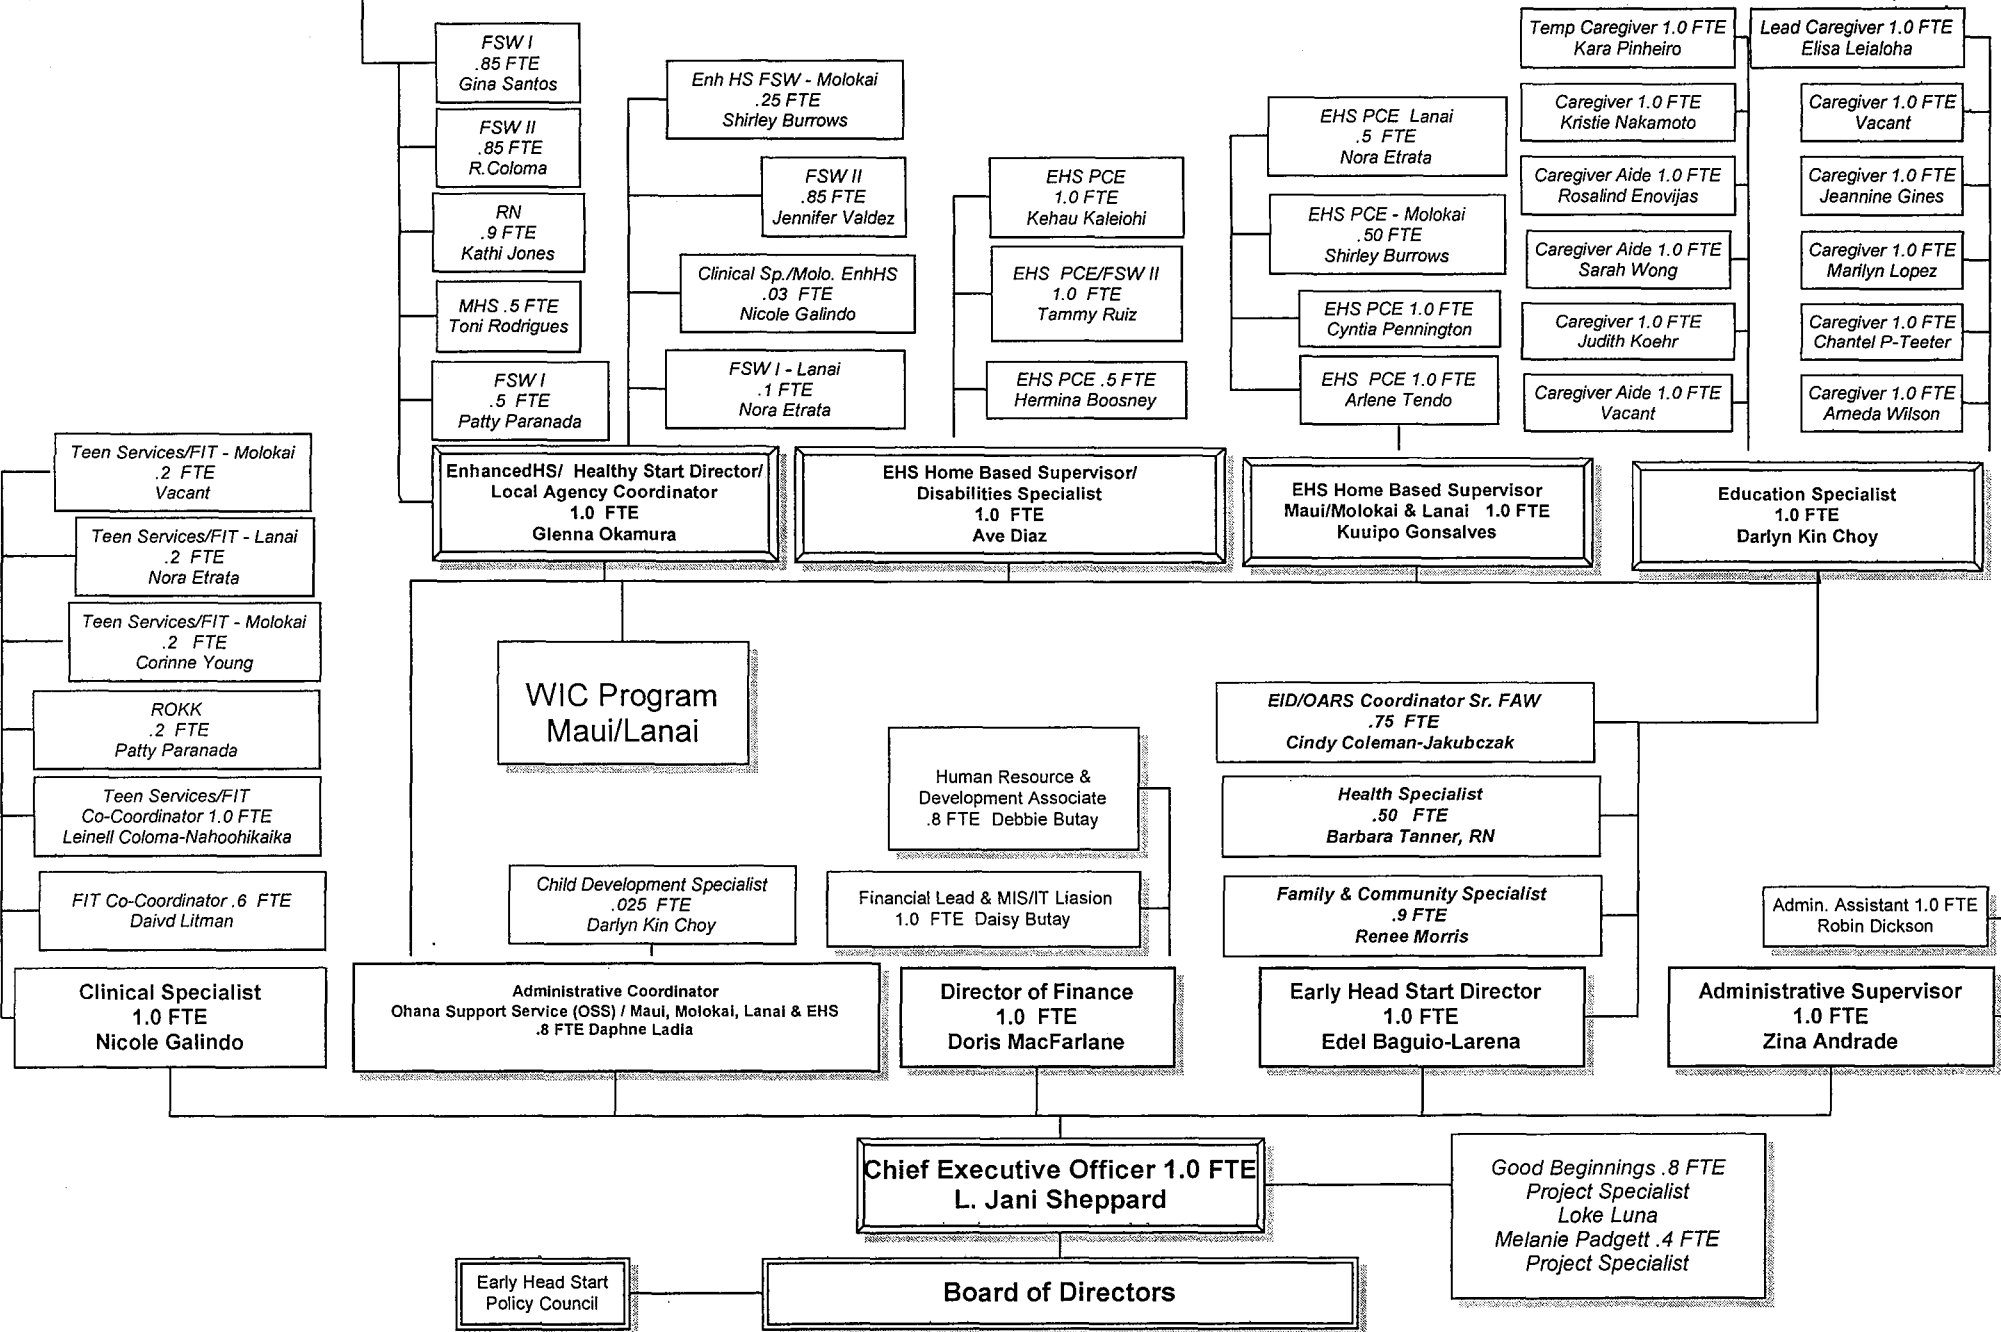 FSW I
.85 FTE
Gina Santos
FSW II
.85 FTE
R.Coloma
RN
.9 FTE
Kathi Jones
MHS .5 FTE
Toni Rodrigues
FSW I
.5 FTE
Patty Paranada
Enh HS FSW - Molokai
.25 FTE
Shirley Burrows
FSW II
.85 FTE
Jennifer Valdez
Clinical Sp./Molo. EnhHS
.03 FTE
Nicole Galindo
FSW I - Lanai
.1 FTE
Nora Etrata
EHS PCE
1.0 FTE
Kehau Kaleiohi
EHS PCE/FSW II
1.0 FTE
Tammy Ruiz
EHS PCE .5 FTE
Hermina Boosney
EHS PCE Lanai
.5 FTE
Nora Etrata
EHS PCE - Molokai
.50 FTE
Shirley Burrows
EHS PCE 1.0 FTE
Cyntia Pennington
EHS PCE 1.0 FTE
Arlene Tendo
Temp Caregiver 1.0 FTE
Kara Pinheiro
Caregiver 1.0 FTE
Kristie Nakamoto
Caregiver Aide 1.0 FTE
Rosalind Enovijas
Caregiver Aide 1.0 FTE
Sarah Wong
Caregiver 1.0 FTE
Judith Koehr
Caregiver Aide 1.0 FTE
Vacant
Lead Caregiver 1.0 FTE
Elisa Leialoha
Caregiver 1.0 FTE
Vacant
Caregiver 1.0 FTE
Jeannine Gines
Caregiver 1.0 FTE
Marilyn Lopez
Caregiver 1.0 FTE
Chantel P-Teeter
Caregiver 1.0 FTE
Ameda Wilson
EnhancedHS/ Healthy Start Director/
Local Agency Coordinator
1.0 FTE
Glenna Okamura
EHS Home Based Supervisor/
Disabilities Specialist
1.0 FTE
Ave Diaz
EHS Home Based Supervisor
Maui/Molokai & Lanai 1.0 FTE
Kuuipo Gonsalves
Education Specialist
1.0 FTE
Darlyn Kin Choy
Teen Services/FIT - Molokai
.2 FTE
Vacant
Teen Services/FIT - Lanai
.2 FTE
Nora Etrata
Teen Services/FIT - Molokai
.2 FTE
Corinne Young
ROKK
.2 FTE
Patty Paranada
Teen Services/FIT
Co-Coordinator 1.0 FTE
Leinell Coloma-Nahoohikaika
FIT Co-Coordinator .6 FTE
Daivd Litman
WIC Program
Maui/Lanai
Human Resource &
Development Associate
.8 FTE Debbie Butay
Financial Lead & MIS/IT Liasion
1.0 FTE Daisy Butay
Child Development Specialist
.025 FTE
Darlyn Kin Choy
EID/OARS Coordinator Sr. FAW
.75 FTE
Cindy Coleman-Jakubczak
Health Specialist
.50 FTE
Barbara Tanner, RN
Family & Community Specialist
.9 FTE
Renee Morris
Admin. Assistant 1.0 FTE
Robin Dickson
Clinical Specialist
1.0 FTE
Nicole Galindo
Administrative Coordinator
Ohana Support Service (OSS) / Maui, Molokai, Lanai & EHS
.8 FTE Daphne Ladia
Director of Finance
1.0 FTE
Doris MacFarlane
Early Head Start Director
1.0 FTE
Edel Baguio-Larena
Administrative Supervisor
1.0 FTE
Zina Andrade
Chief Executive Officer 1.0 FTE
L. Jani Sheppard
Good Beginnings .8 FTE
Project Specialist
Loke Luna
Melanie Padgett .4 FTE
Project Specialist
Early Head Start
Policy Council
Board of Directors